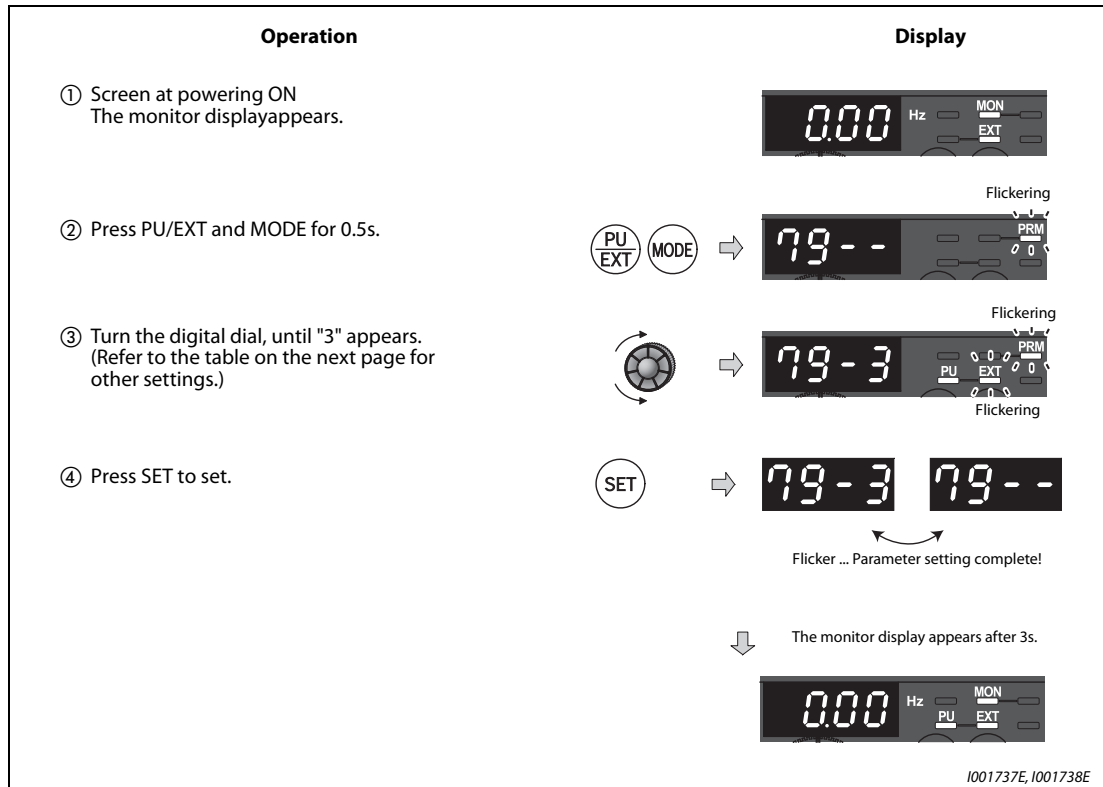 Operation
Display
① Screen at powering ON
The monitor displayappears.
0.00 Hz MON
EXT
② Press PU/EXT and MODE for 0.5s.
PU
EXT
MODE
Flickering
79-- PRM
③ Turn the digital dial, until "3" appears.
(Refer to the table on the next page for
other settings.)
Flickering
79-3 PRM
PU EXT
Flickering
④ Press SET to set.
SET
79-3 79--
Flicker ... Parameter setting complete!
The monitor display appears after 3s.
0.00 Hz MON
PU EXT
I001737E, I001738E